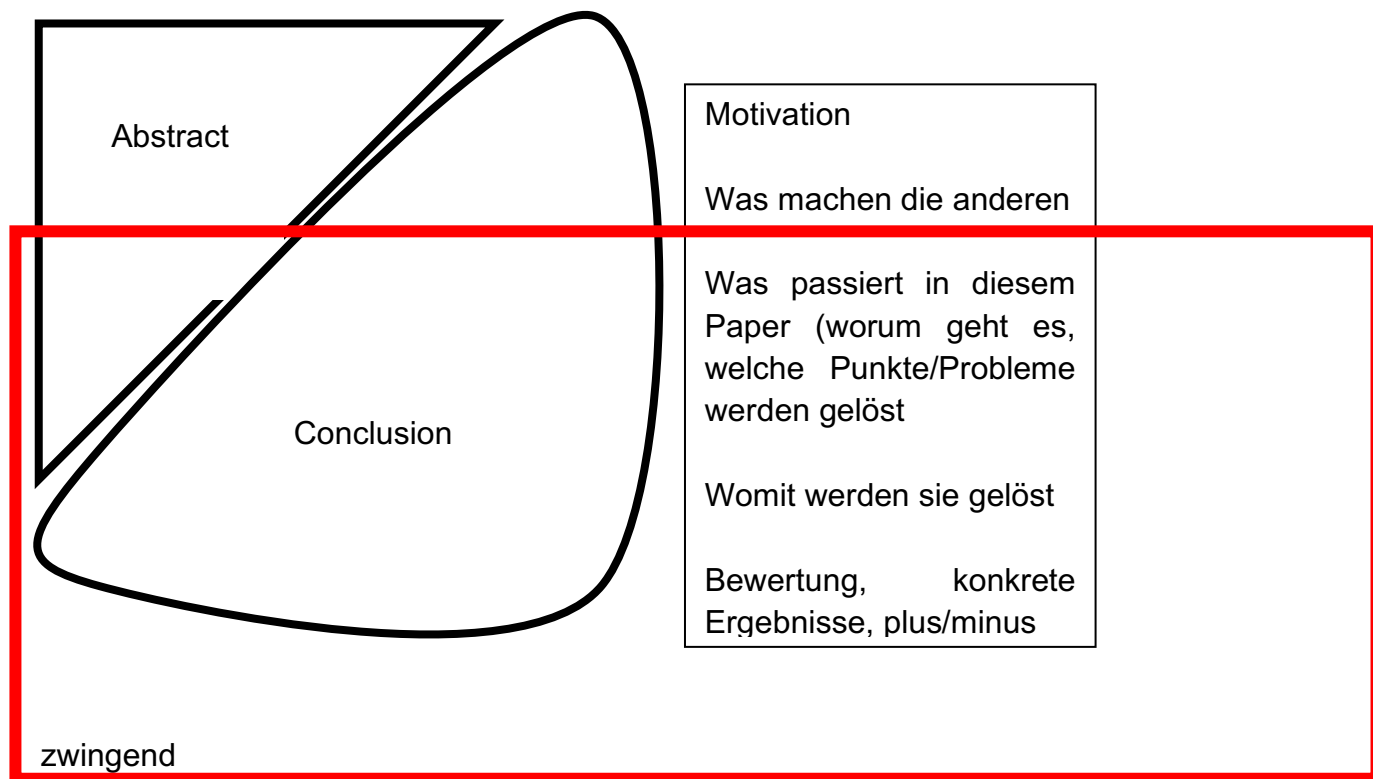 Abstract
Conclusion
Motivation
Was machen die anderen
Was passiert in diesem
Paper (worum geht es,
welche Punkte/Probleme
werden gelöst
Womit werden sie gelöst
Bewertung, konkrete
Ergebnisse, plus/minus
zwingend